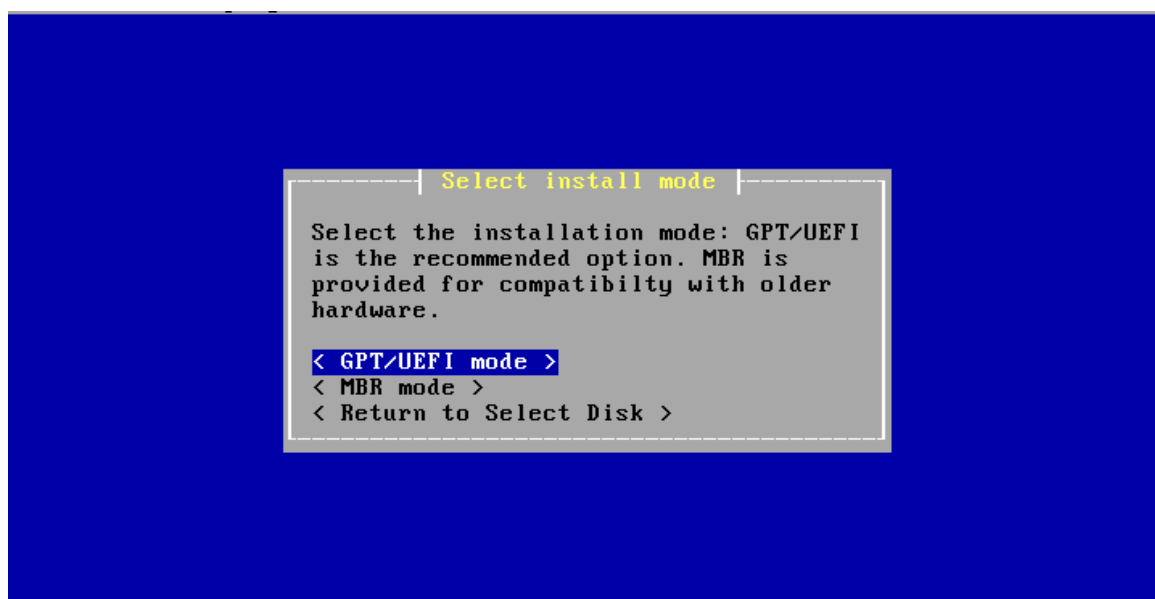 Select install mode
Select the installation mode: GPT/UEFI
is the recommended option. MBR is
provided for compatibilty with older
hardware.
< GPT/UEFI mode >
< MBR mode >
< Return to Select Disk >